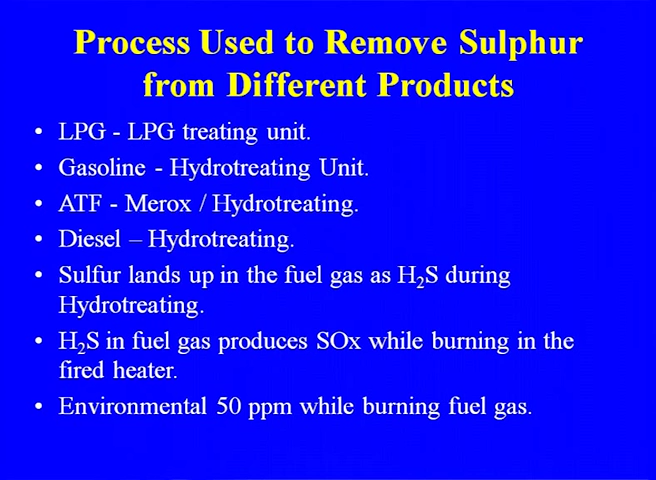 Process Used to Remove Sulphur
from Different Products
• LPG - LPG treating unit.
• Gasoline - Hydrotreating Unit.
• ATF - Merox / Hydrotreating.
• Diesel – Hydrotreating.
• Sulfur lands up in the fuel gas as H₂S during
Hydrotreating.
• H₂S in fuel gas produces SOx while burning in the
fired heater.
• Environmental 50 ppm while burning fuel gas.